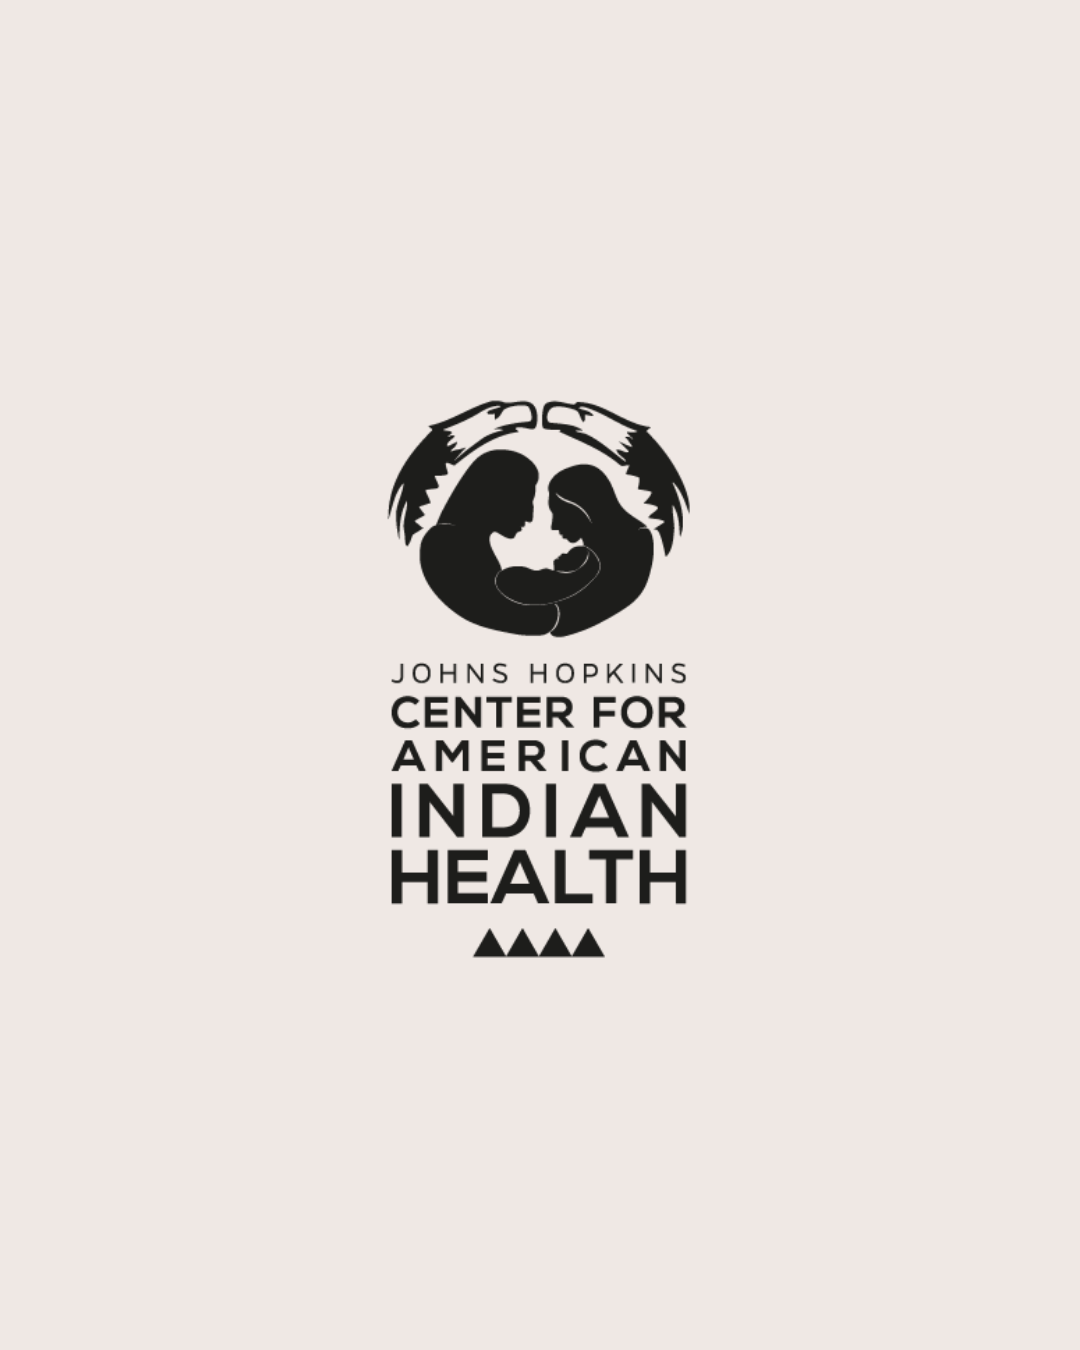 JOHNS HOPKINS
CENTER FOR
AMERICAN
INDIAN
HEALTH